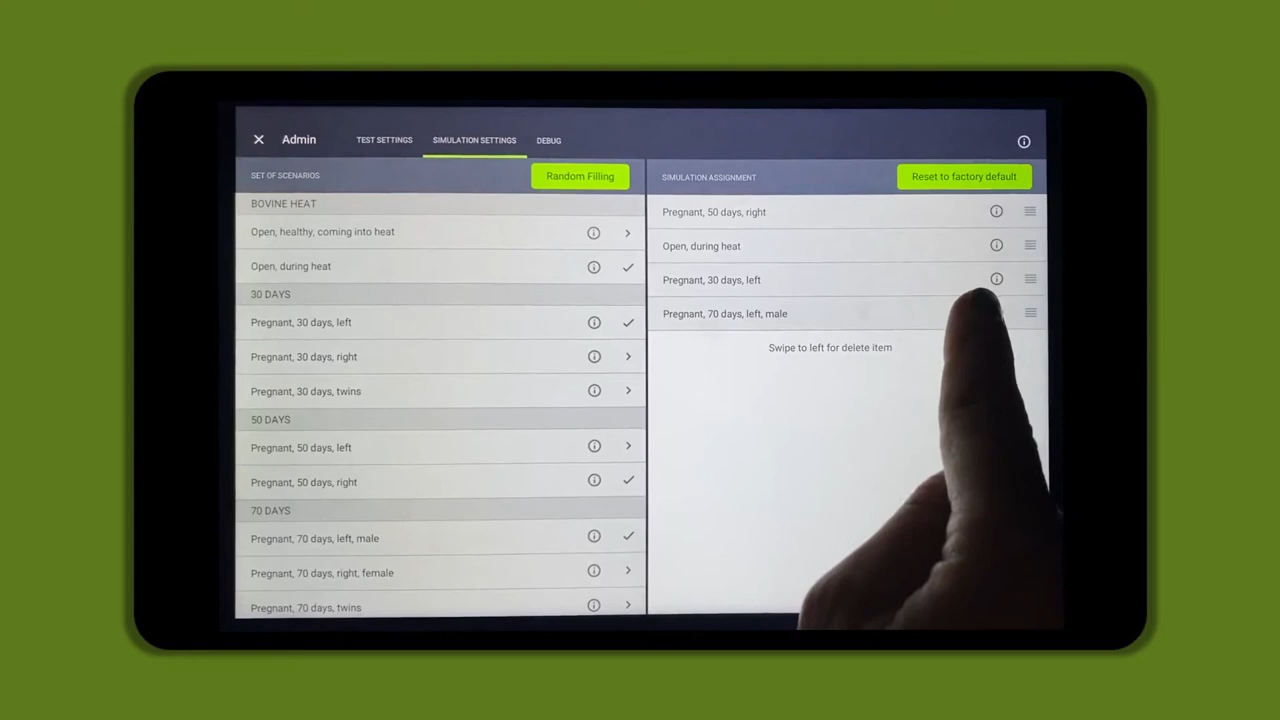 Admin
TEST SETTINGS
SIMULATION SETTINGS
DEBUG
SET OF SCENARIOS
Random Filling
BOVINE HEAT
Open, healthy, coming into heat
Open, during heat
30 DAYS
Pregnant, 30 days, left
Pregnant, 30 days, right
Pregnant, 30 days, twins
50 DAYS
Pregnant, 50 days, left
Pregnant, 50 days, right
70 DAYS
Pregnant, 70 days, left, male
Pregnant, 70 days, right, female
Pregnant, 70 days, twins
SIMULATION ASSIGNMENT
Reset to factory default
Pregnant, 50 days, right
Open, during heat
Pregnant, 30 days, left
Pregnant, 70 days, left, male
Swipe to left for delete item